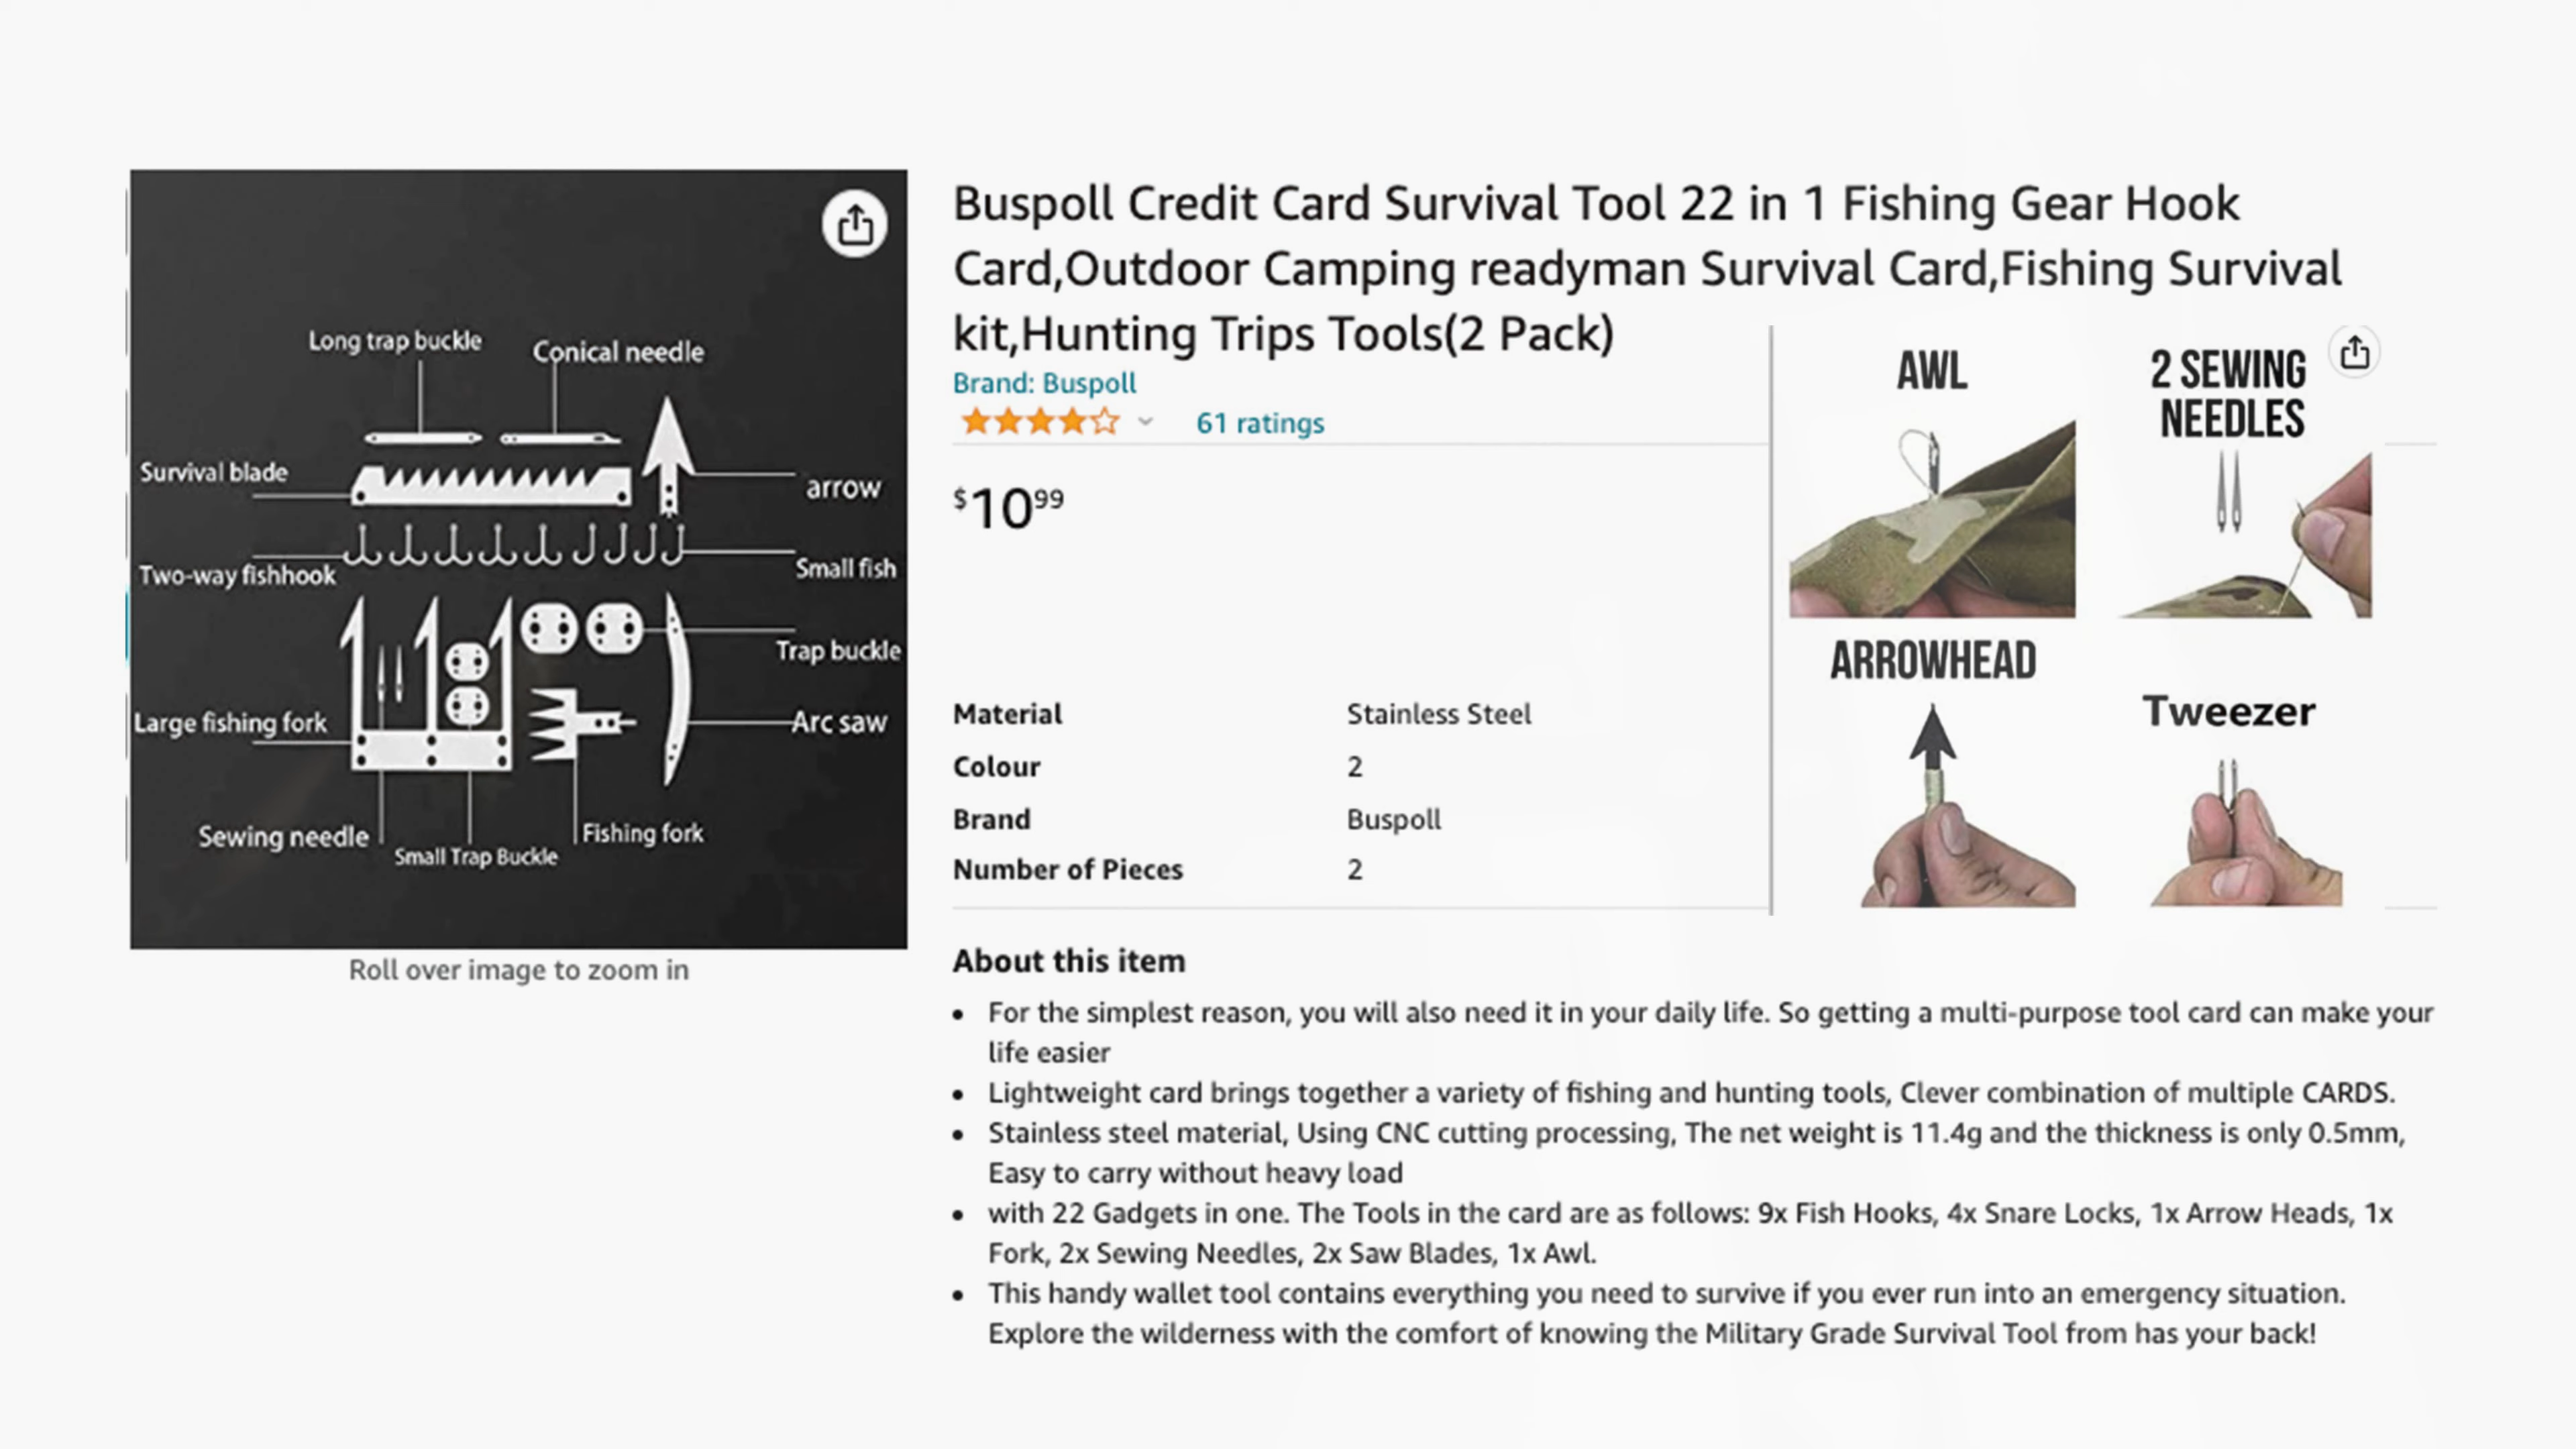 Long trap buckle
Conical needle
Survival blade
arrow
Two-way fishhook
Small fish
Trap buckle
Large fishing fork
Arc saw
Sewing needle
Small Trap Buckle
Fishing fork
Roll over image to zoom in
Buspoll Credit Card Survival Tool 22 in 1 Fishing Gear Hook
Card,Outdoor Camping readyman Survival Card,Fishing Survival
kit,Hunting Trips Tools(2 Pack)
Brand: Buspoll
61 ratings
$10 99
Material Stainless Steel
Colour 2
Brand Buspoll
Number of Pieces 2
AWL
2 SEWING
NEEDLES
ARROWHEAD
Tweezer
About this item
• For the simplest reason, you will also need it in your daily life. So getting a multi-purpose tool card can make your
life easier
• Lightweight card brings together a variety of fishing and hunting tools, Clever combination of multiple CARDS.
• Stainless steel material, Using CNC cutting processing, The net weight is 11.4g and the thickness is only 0.5mm,
Easy to carry without heavy load
• with 22 Gadgets in one. The Tools in the card are as follows: 9x Fish Hooks, 4x Snare Locks, 1x Arrow Heads, 1x
Fork, 2x Sewing Needles, 2x Saw Blades, 1x Awl.
• This handy wallet tool contains everything you need to survive if you ever run into an emergency situation.
Explore the wilderness with the comfort of knowing the Military Grade Survival Tool from has your back!